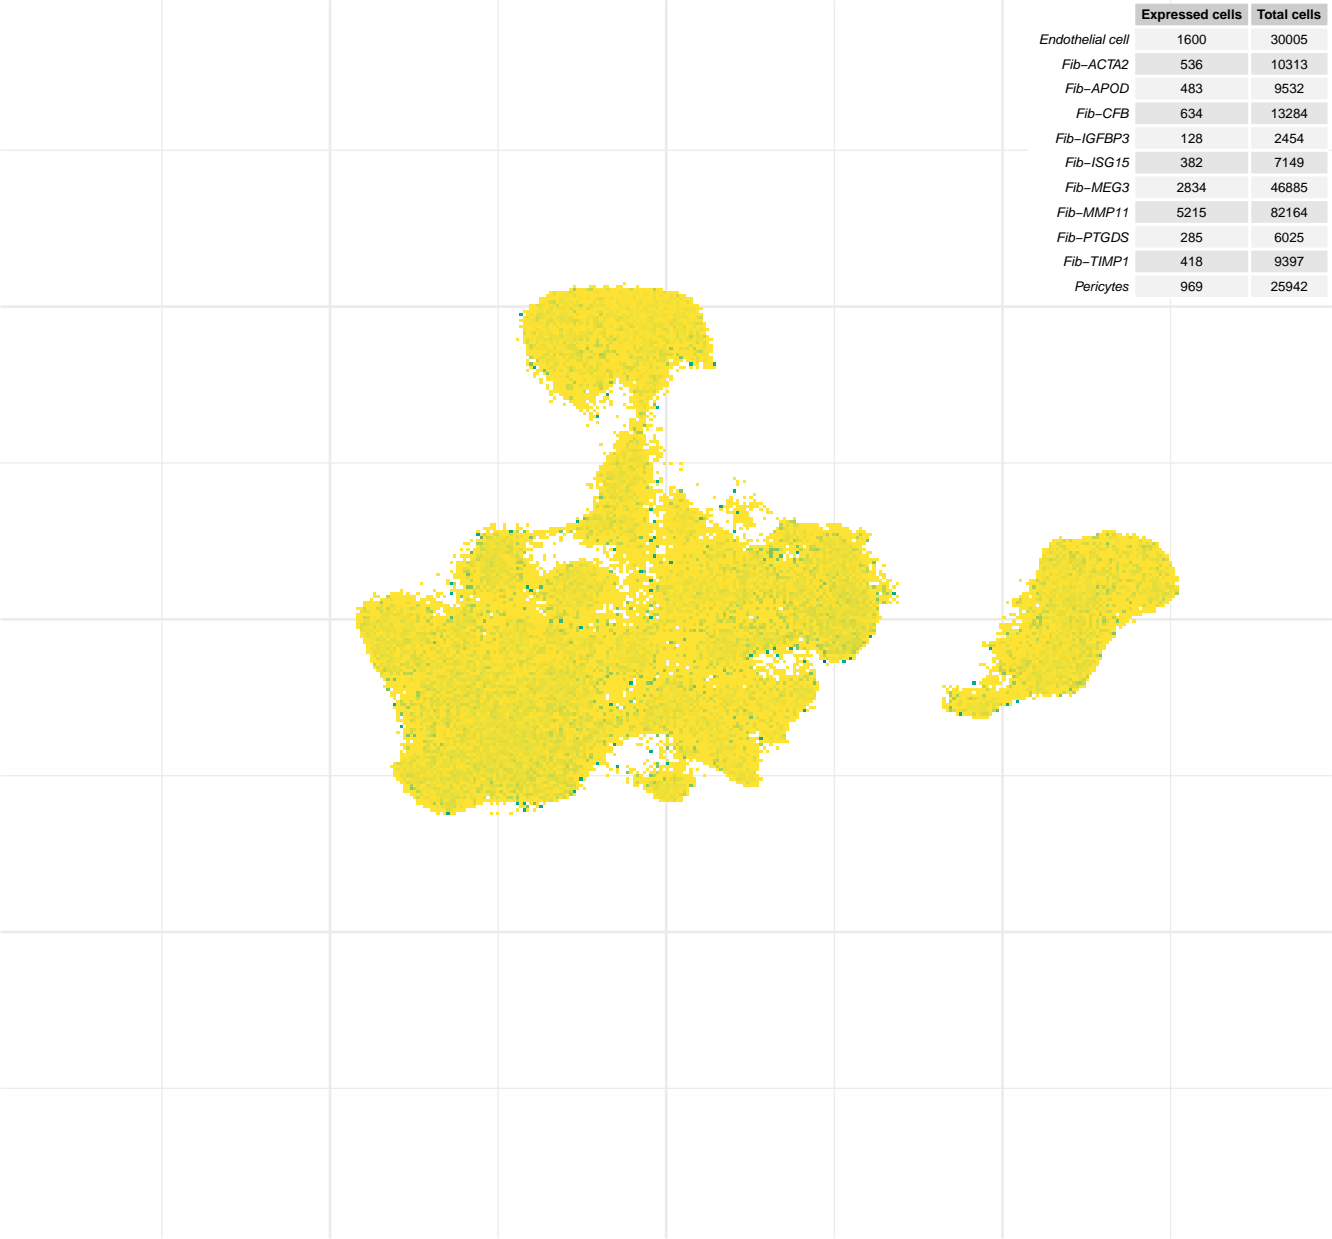 Expressed cells Total cells
Endothelial cell 1600 30005
Fib−ACTA2 536 10313
Fib−APOD 483 9532
Fib−CFB 634 13284
Fib−IGFBP3 128 2454
Fib−ISG15 382 7149
Fib−MEG3 2834 46885
Fib−MMP11 5215 82164
Fib−PTGDS 285 6025
Fib−TIMP1 418 9397
Pericytes 969 25942